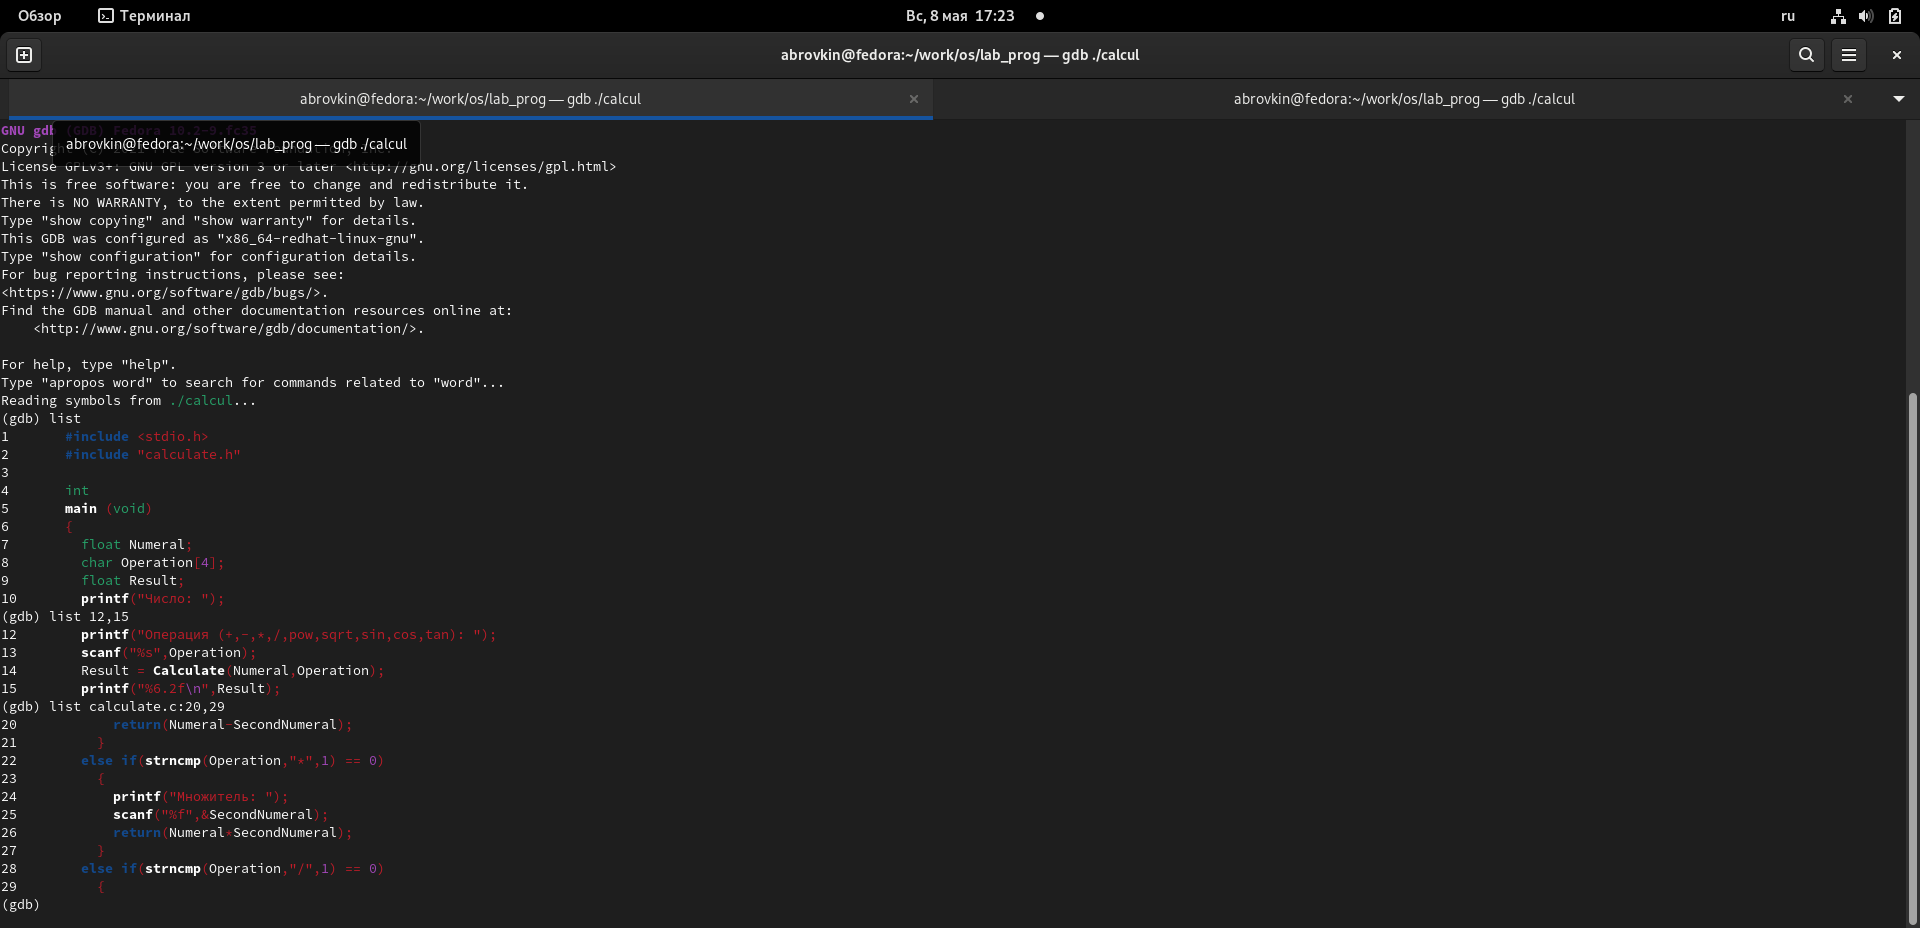 Обзор
Терминал
Вс, 8 мая 17:23
ru
abrovkin@fedora:~/work/os/lab_prog — gdb ./calcul
abrovkin@fedora:~/work/os/lab_prog — gdb ./calcul
abrovkin@fedora:~/work/os/lab_prog — gdb ./calcul
GNU gdb (GDB) Fedora 10.2-9.fc35
abrovkin@fedora:~/work/os/lab_prog — gdb ./calcul
License GPLv3+: GNU GPL version 3 or later <http://gnu.org/licenses/gpl.html>
This is free software: you are free to change and redistribute it.
There is NO WARRANTY, to the extent permitted by law.
Type "show copying" and "show warranty" for details.
This GDB was configured as "x86_64-redhat-linux-gnu".
Type "show configuration" for configuration details.
For bug reporting instructions, please see:
<https://www.gnu.org/software/gdb/bugs/>.
Find the GDB manual and other documentation resources online at:
    <http://www.gnu.org/software/gdb/documentation/>.
For help, type "help".
Type "apropos word" to search for commands related to "word"...
Reading symbols from ./calcul...
(gdb) list
1       #include <stdio.h>
2       #include "calculate.h"
3
4       int
5       main (void)
6       {
7         float Numeral;
8         char Operation[4];
9         float Result;
10        printf("Число: ");
(gdb) list 12,15
12        printf("Операция (+,-,*,/,pow,sqrt,sin,cos,tan): ");
13        scanf("%s",Operation);
14        Result = Calculate(Numeral,Operation);
15        printf("%6.2f\n",Result);
(gdb) list calculate.c:20,29
20            return(Numeral-SecondNumeral);
21          }
22        else if(strncmp(Operation,"*",1) == 0)
23          {
24            printf("Множитель: ");
25            scanf("%f",&SecondNumeral);
26            return(Numeral*SecondNumeral);
27          }
28        else if(strncmp(Operation,"/",1) == 0)
29          {
(gdb)